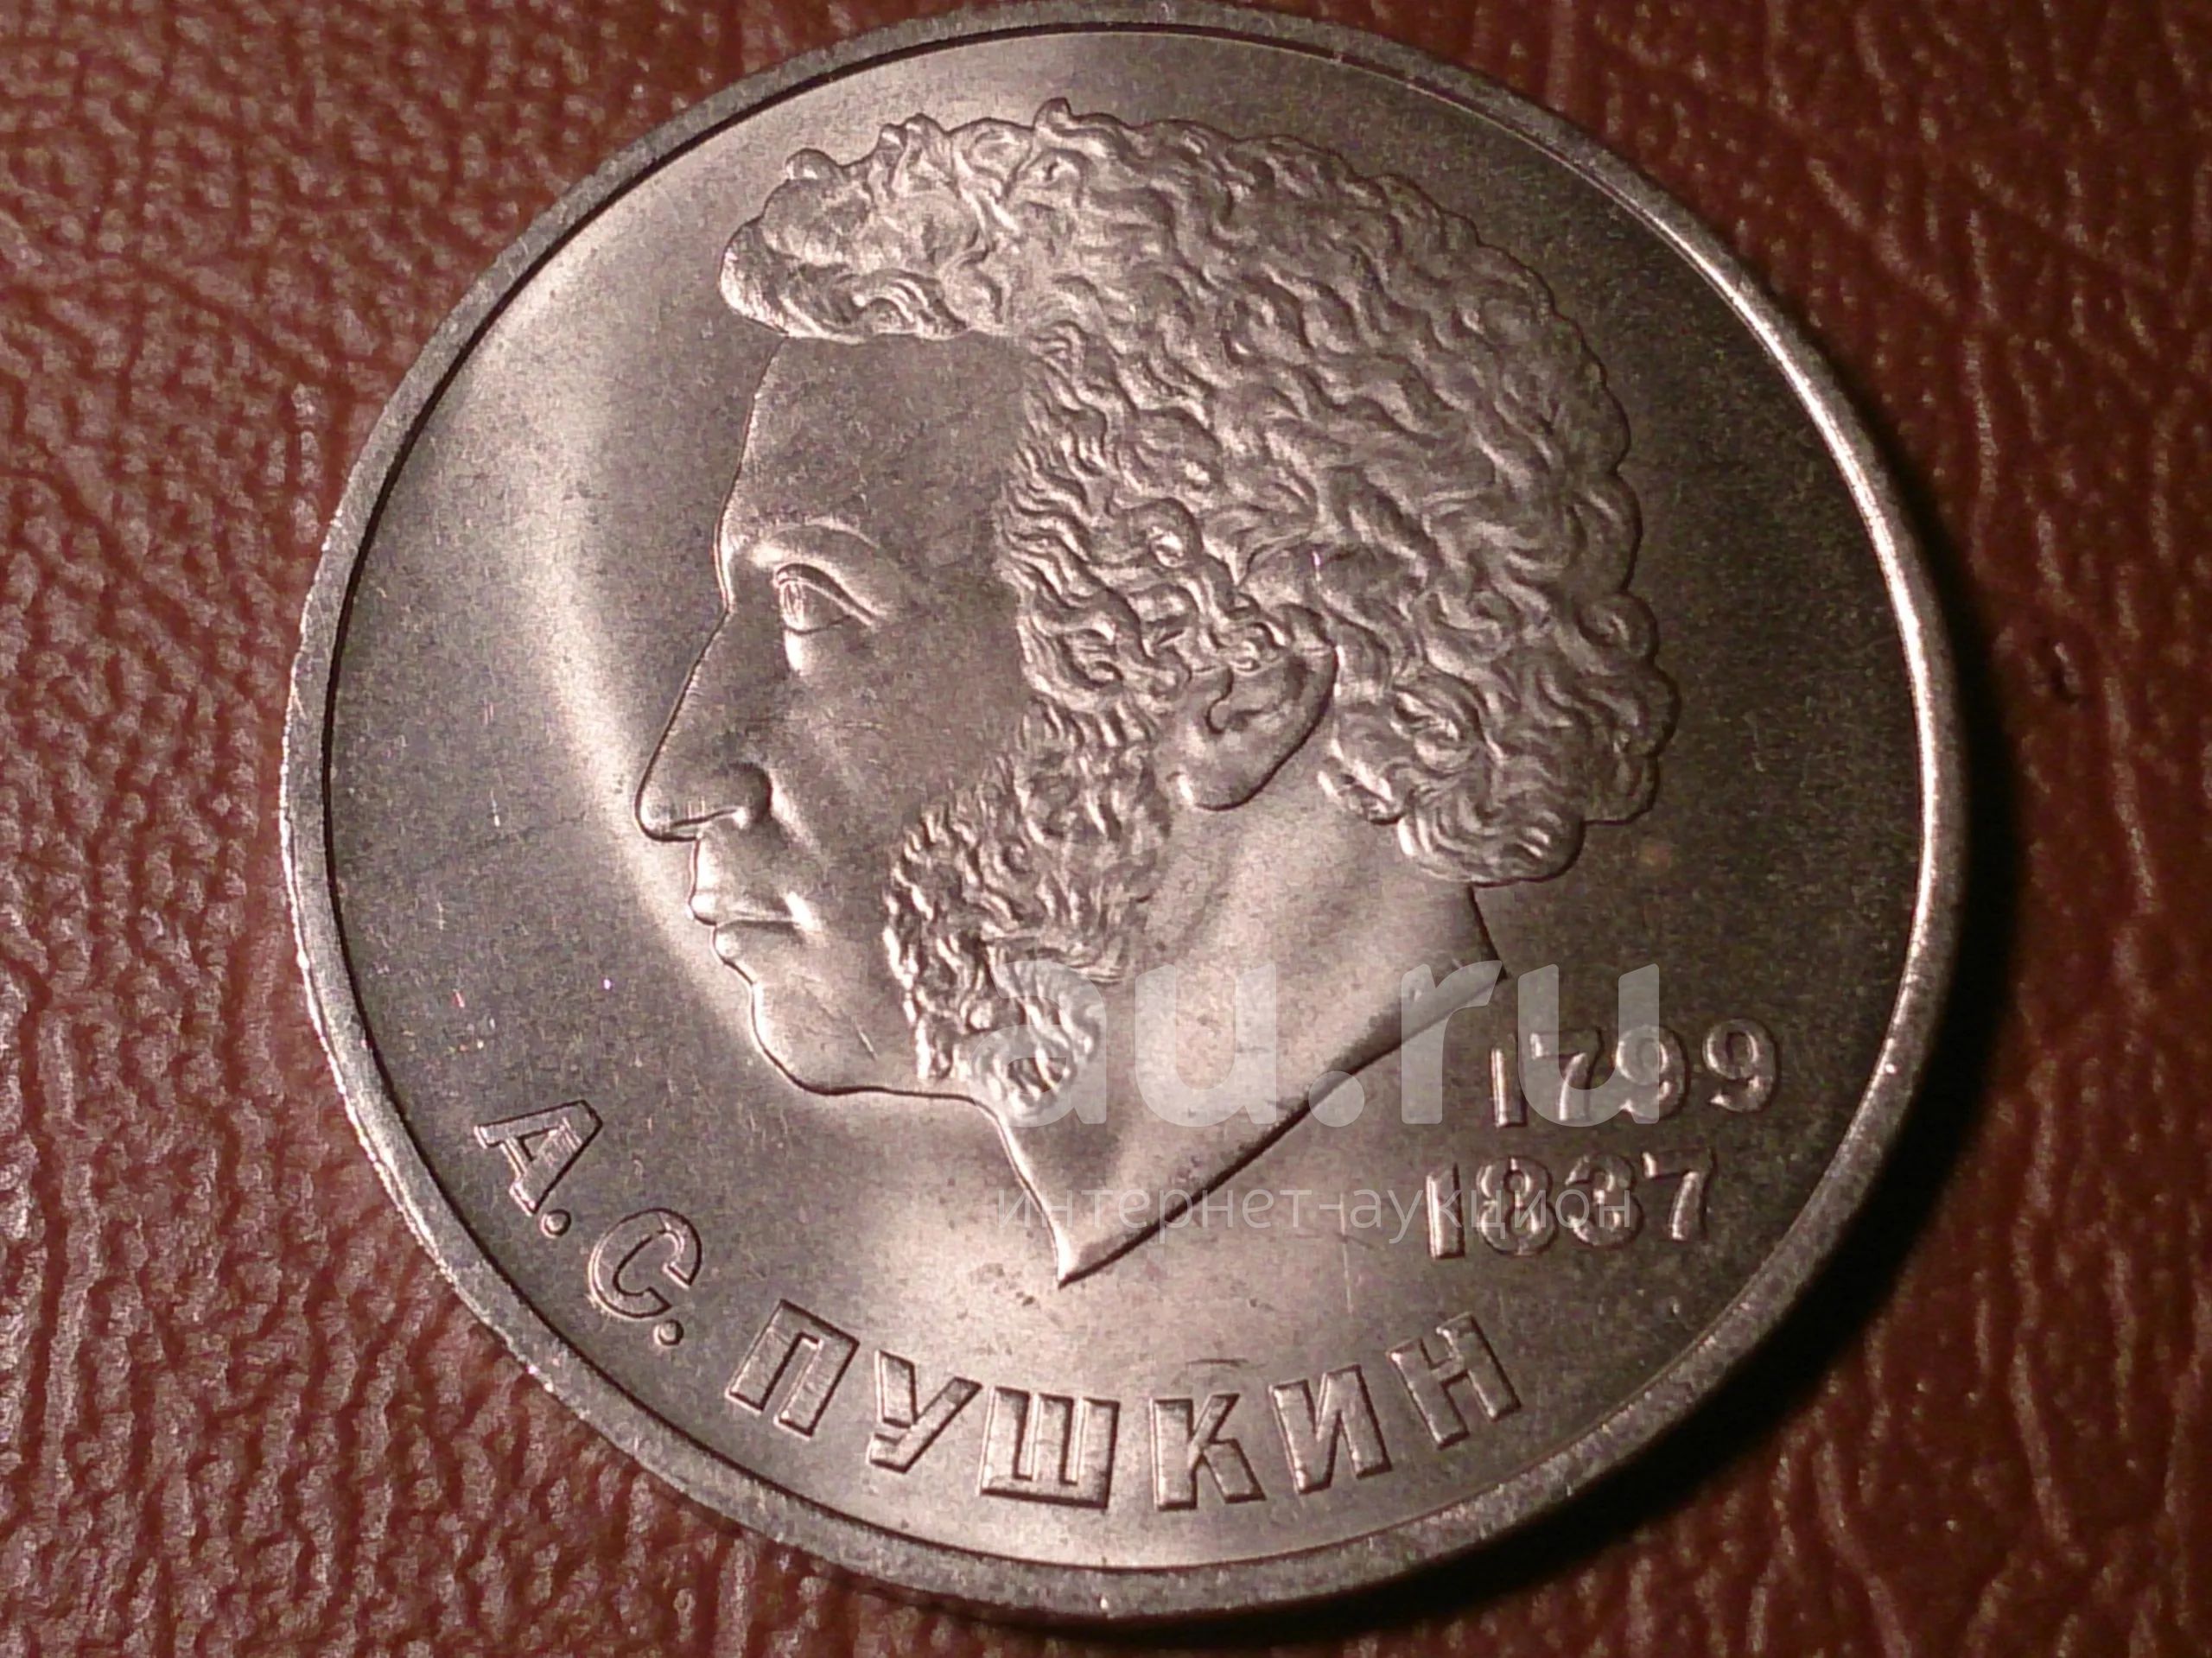 1799
1837
А.С. ПУШКИН
au.ru
интернет-аукцион